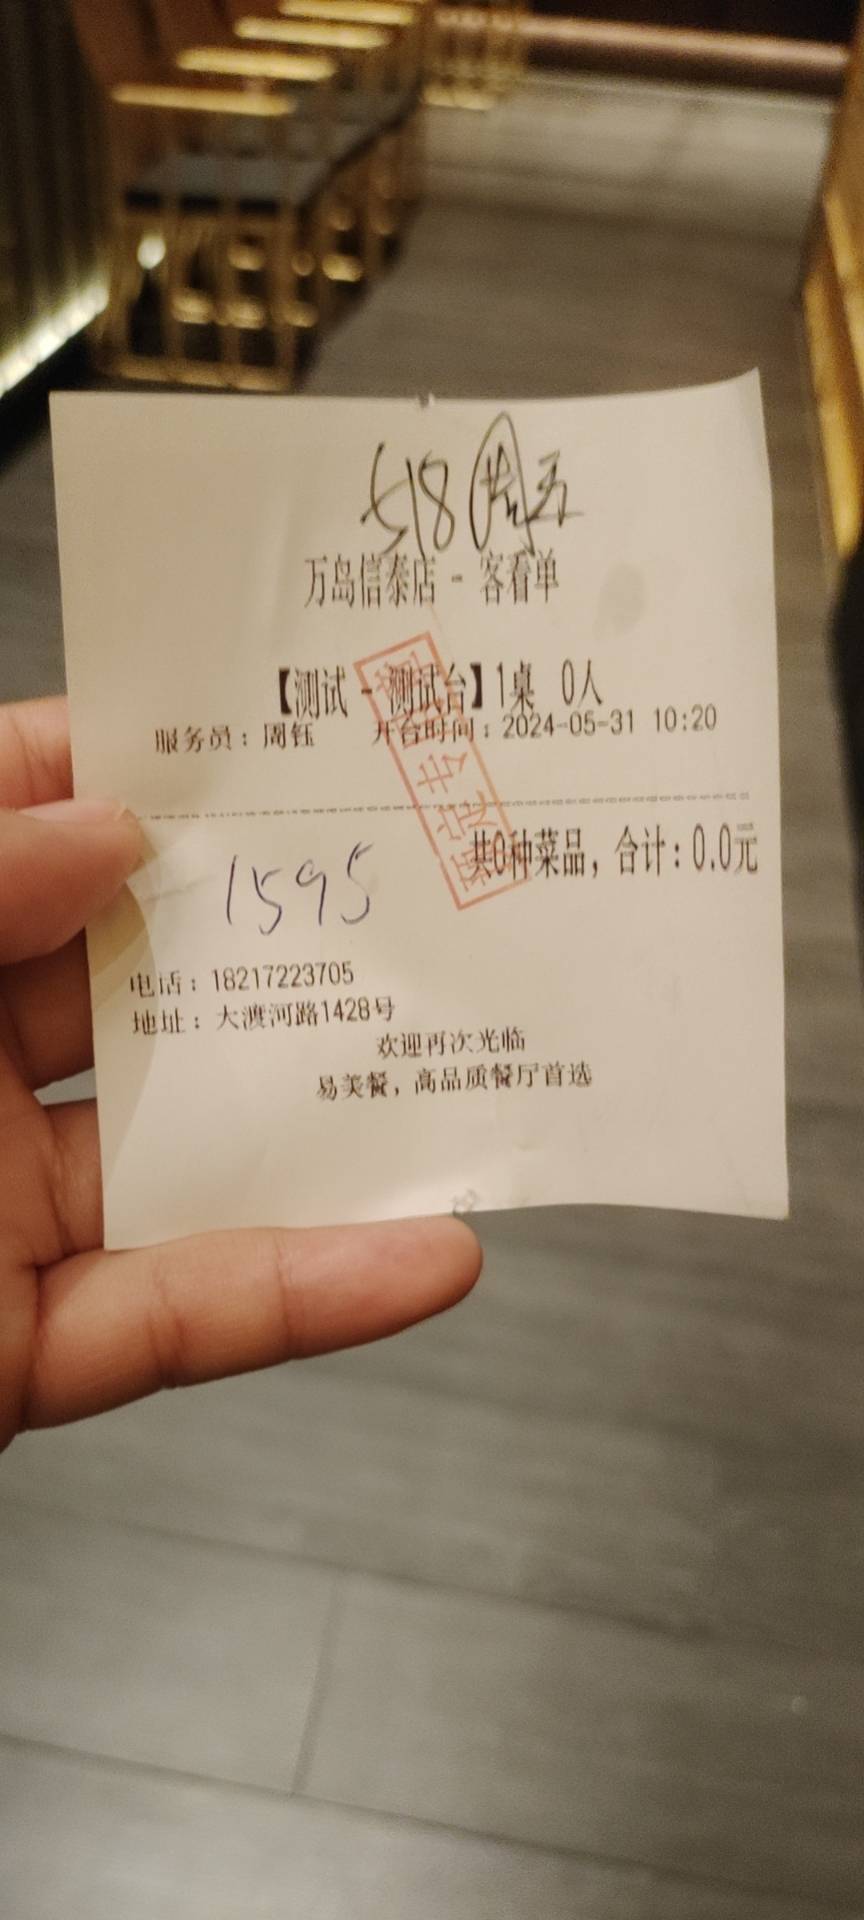 518 周五
万岛信泰店 - 客看单
【测试 - 测试台】1桌 0人
服务员：周钰 开台时间：2024-05-31 10:20
共0种菜品，合计：0.0元
1595
电话：18217223705
地址：大渡河路1428号
欢迎再次光临
易美餐，高品质餐厅首选